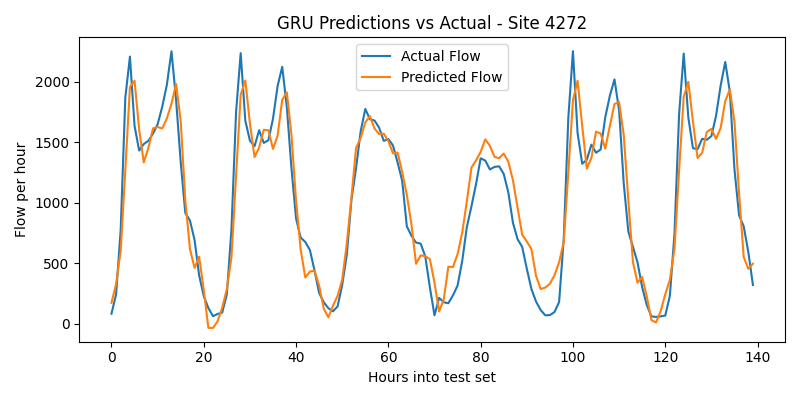 GRU Predictions vs Actual - Site 4272
Actual Flow
Predicted Flow
Flow per hour
2000
1500
1000
500
0
0 20 40 60 80 100 120 140
Hours into test set